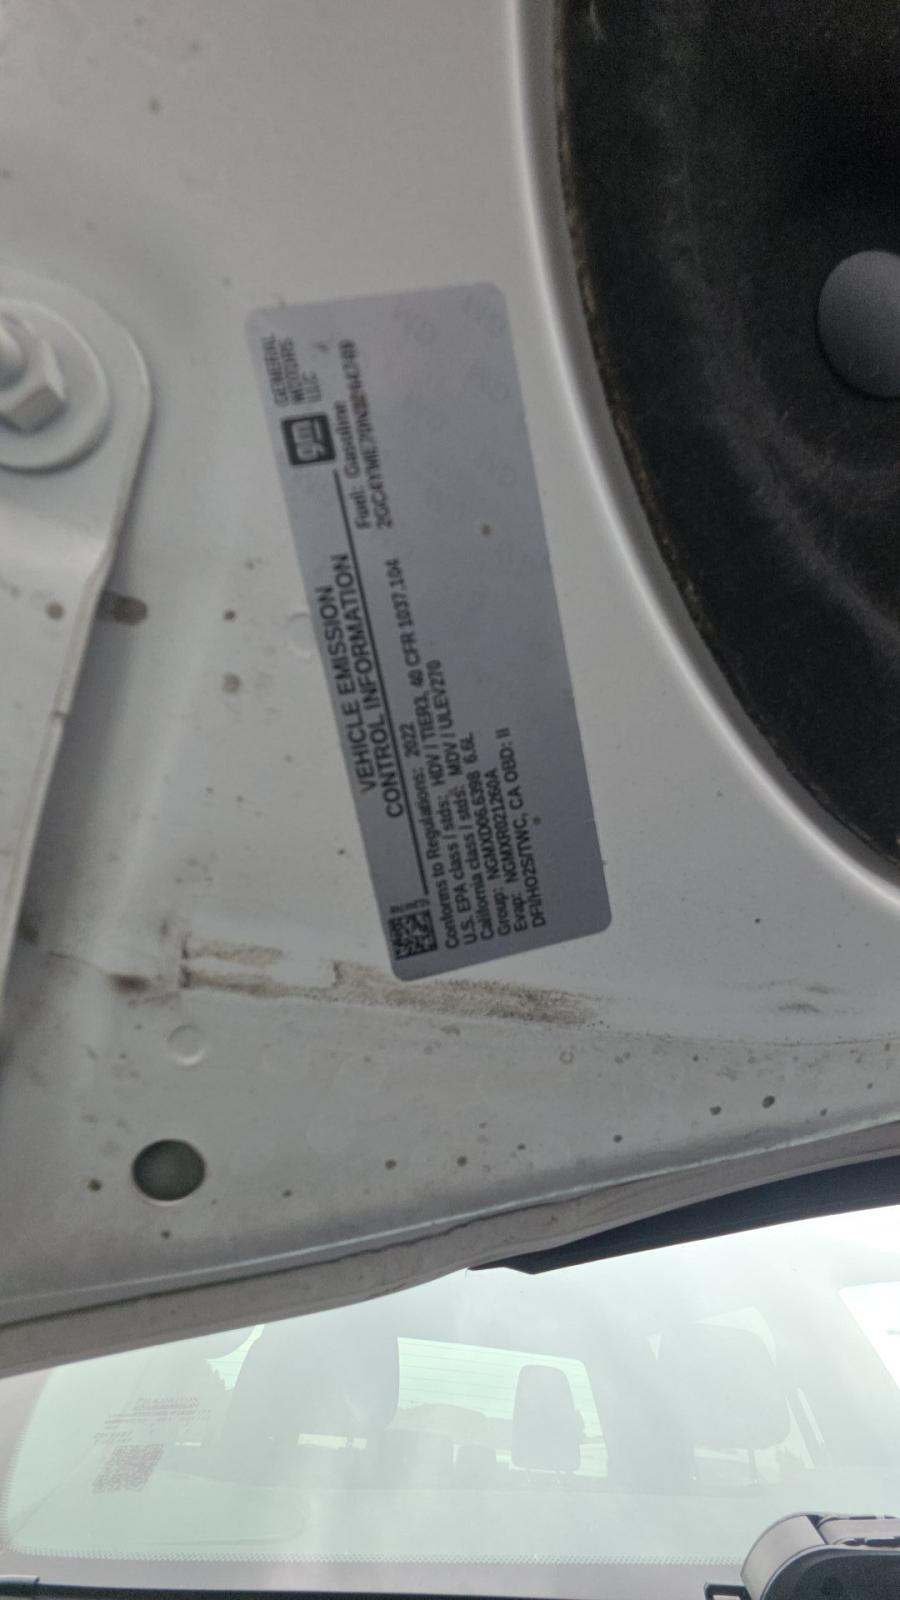 VEHICLE EMISSION
CONTROL INFORMATION
gm
GENERAL
MOTORS
LLC
Fuel: Gasoline
Conforms to Regulations: 2022
U.S. EPA class / stds: HDV / TIER3, 40 CFR 1037.104
California class / stds: MDV / ULEV270
Group: NGMXD06.6398 6.6L
Evap: NGMXR021260A
DFI/HO2S/TWC, CA OBD: II